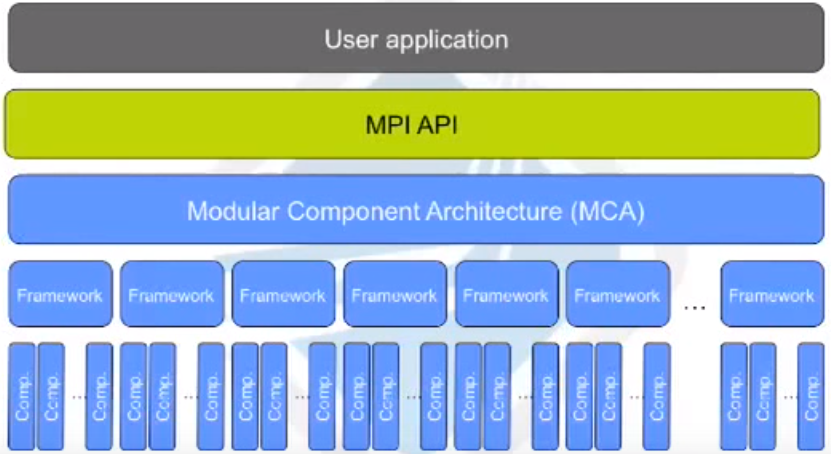 User application
MPI API
Modular Component Architecture (MCA)
Framework Framework Framework Framework Framework Framework ... Framework
Comp. Comp. ... Comp. Comp. Comp. ... Comp. Comp. Comp. ... Comp. Comp. Comp. ... Comp. Comp. Comp. ... Comp. Comp. Comp. ... Comp. Comp. Comp. ... Comp.